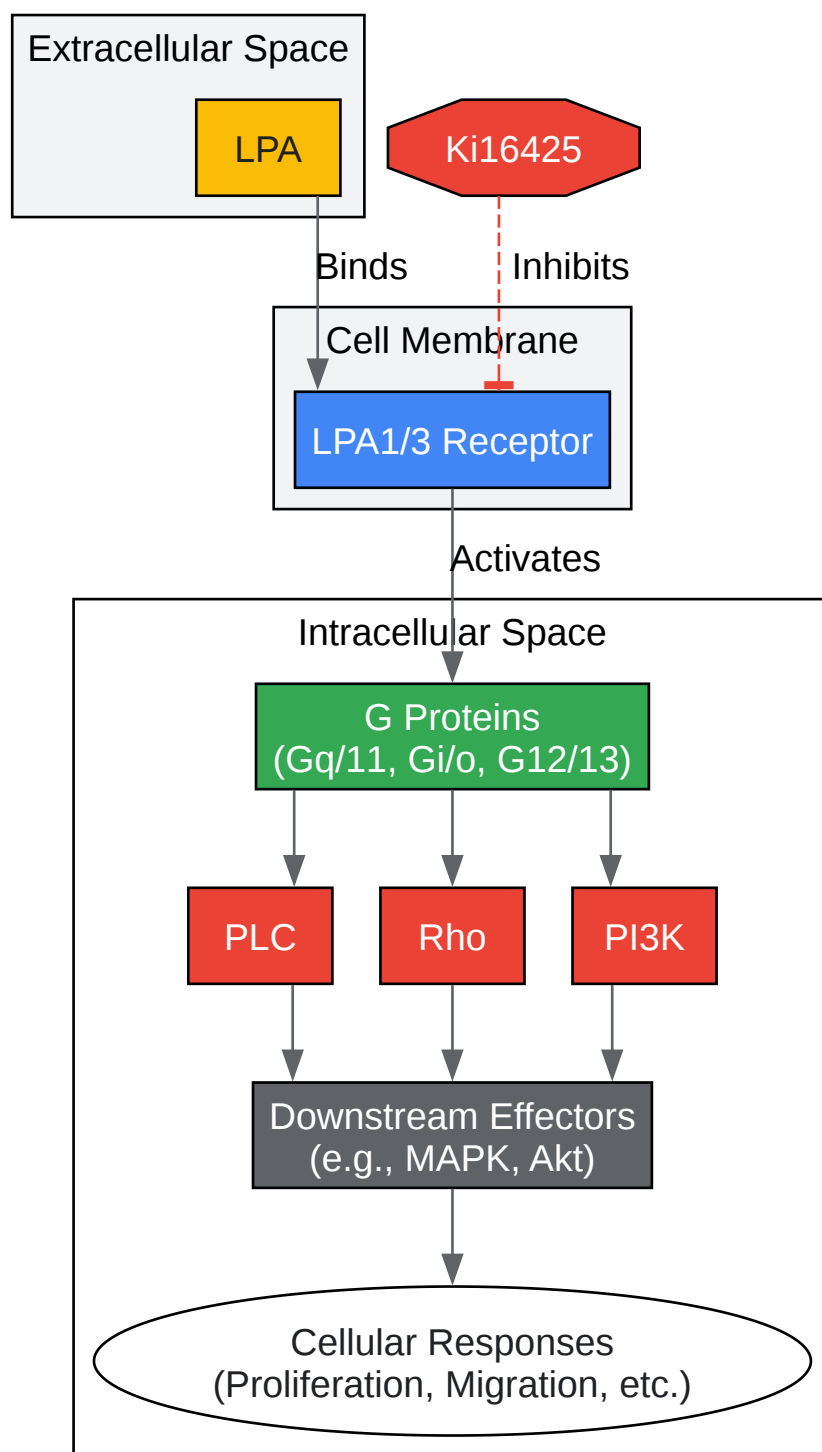 Extracellular Space
LPA
Ki16425
Binds
Inhibits
Cell Membrane
LPA1/3 Receptor
Activates
Intracellular Space
G Proteins
(Gq/11, Gi/o, G12/13)
PLC
Rho
PI3K
Downstream Effectors
(e.g., MAPK, Akt)
Cellular Responses
(Proliferation, Migration, etc.)